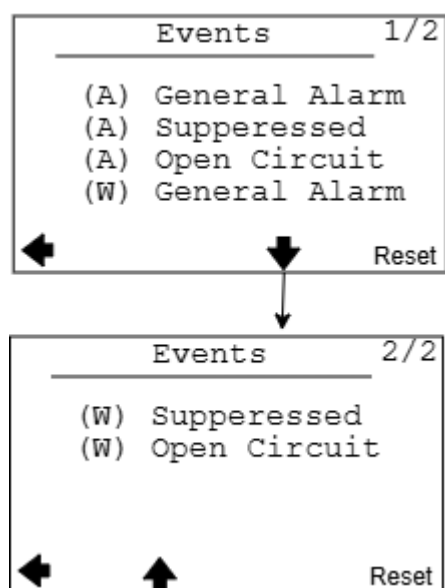 Events 1/2
(A) General Alarm
(A) Supperessed
(A) Open Circuit
(W) General Alarm
Reset
Events 2/2
(W) Supperessed
(W) Open Circuit
Reset